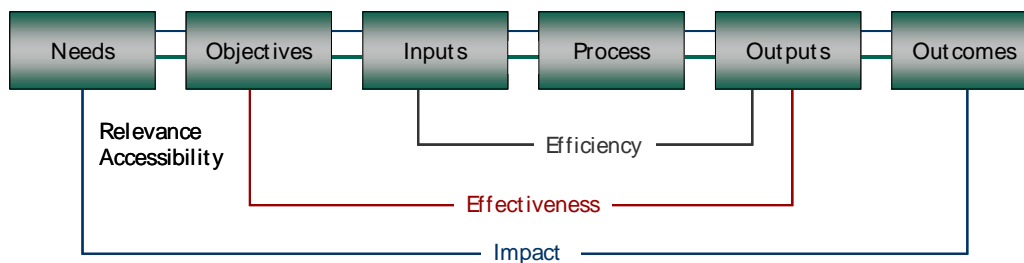 Needs Objectives Inputs Process Outputs Outcomes
Relevance
Accessibility
Efficiency
Effectiveness
Impact